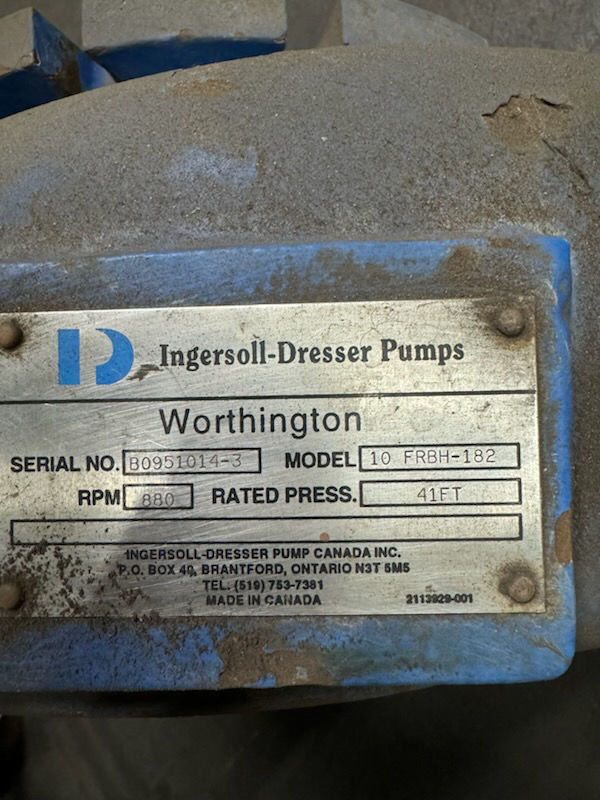 Ingersoll-Dresser Pumps
Worthington
SERIAL NO. B0951014-3 MODEL 10 FRBH-182
RPM 880 RATED PRESS. 41FT
INGERSOLL-DRESSER PUMP CANADA INC.
P.O. BOX 40, BRANTFORD, ONTARIO N3T 5M5
TEL. (519) 753-7381
MADE IN CANADA 2113929-001